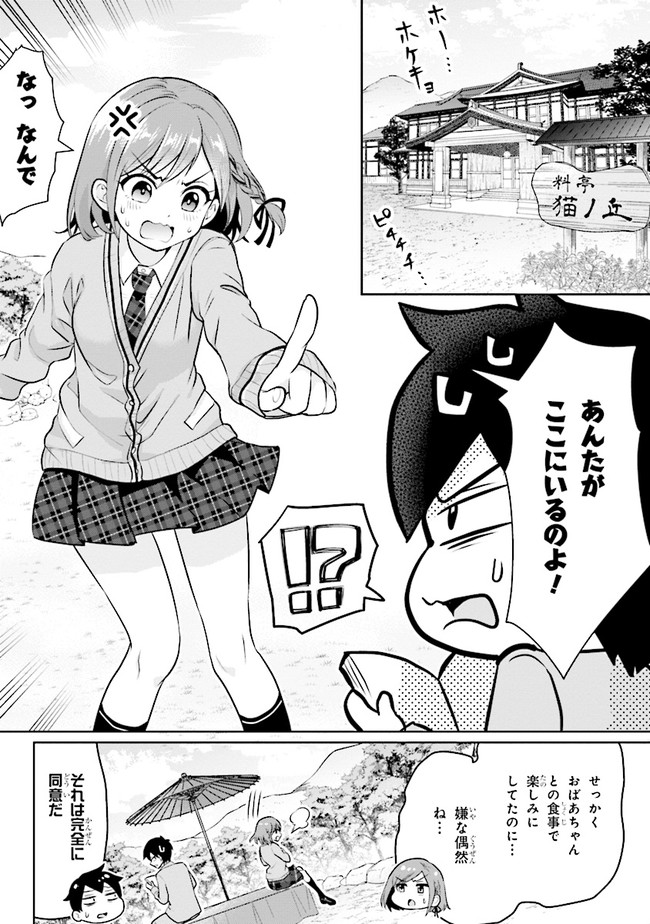 ホー…
ホケキョ
料亭
猫ノ丘
ピチチチ…
なっ なんで
あんたが
ここにいるのよ！
!?
せっかく
おばあちゃん
との食事で
楽しみに
してたのに…
嫌な偶然
ね…
それは完全に
同意だ